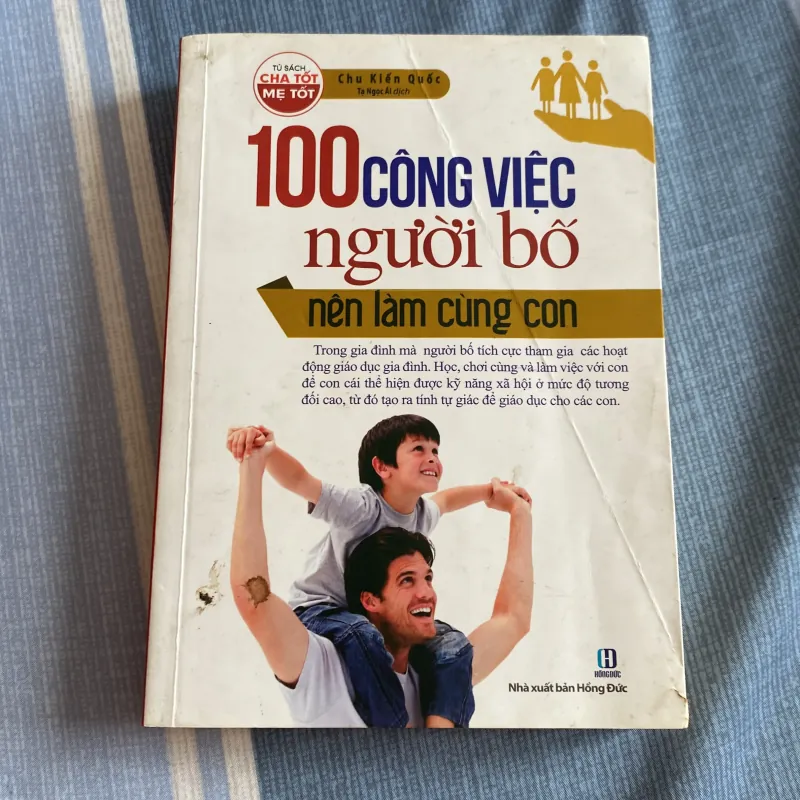 TỦ SÁCH
CHA TỐT
MẸ TỐT
Chu Kiến Quốc
Tạ Ngọc Ái dịch
100 CÔNG VIỆC
người bố
nên làm cùng con
Trong gia đình mà người bố tích cực tham gia các hoạt
động giáo dục gia đình. Học, chơi cùng và làm việc với con
để con cái thể hiện được kỹ năng xã hội ở mức độ tương
đối cao, từ đó tạo ra tính tự giác để giáo dục cho các con.
HỒNG ĐỨC
Nhà xuất bản Hồng Đức